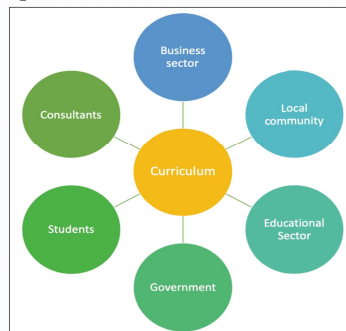 Business
sector
Consultants
Local
community
Curriculum
Students
Educational
Sector
Government